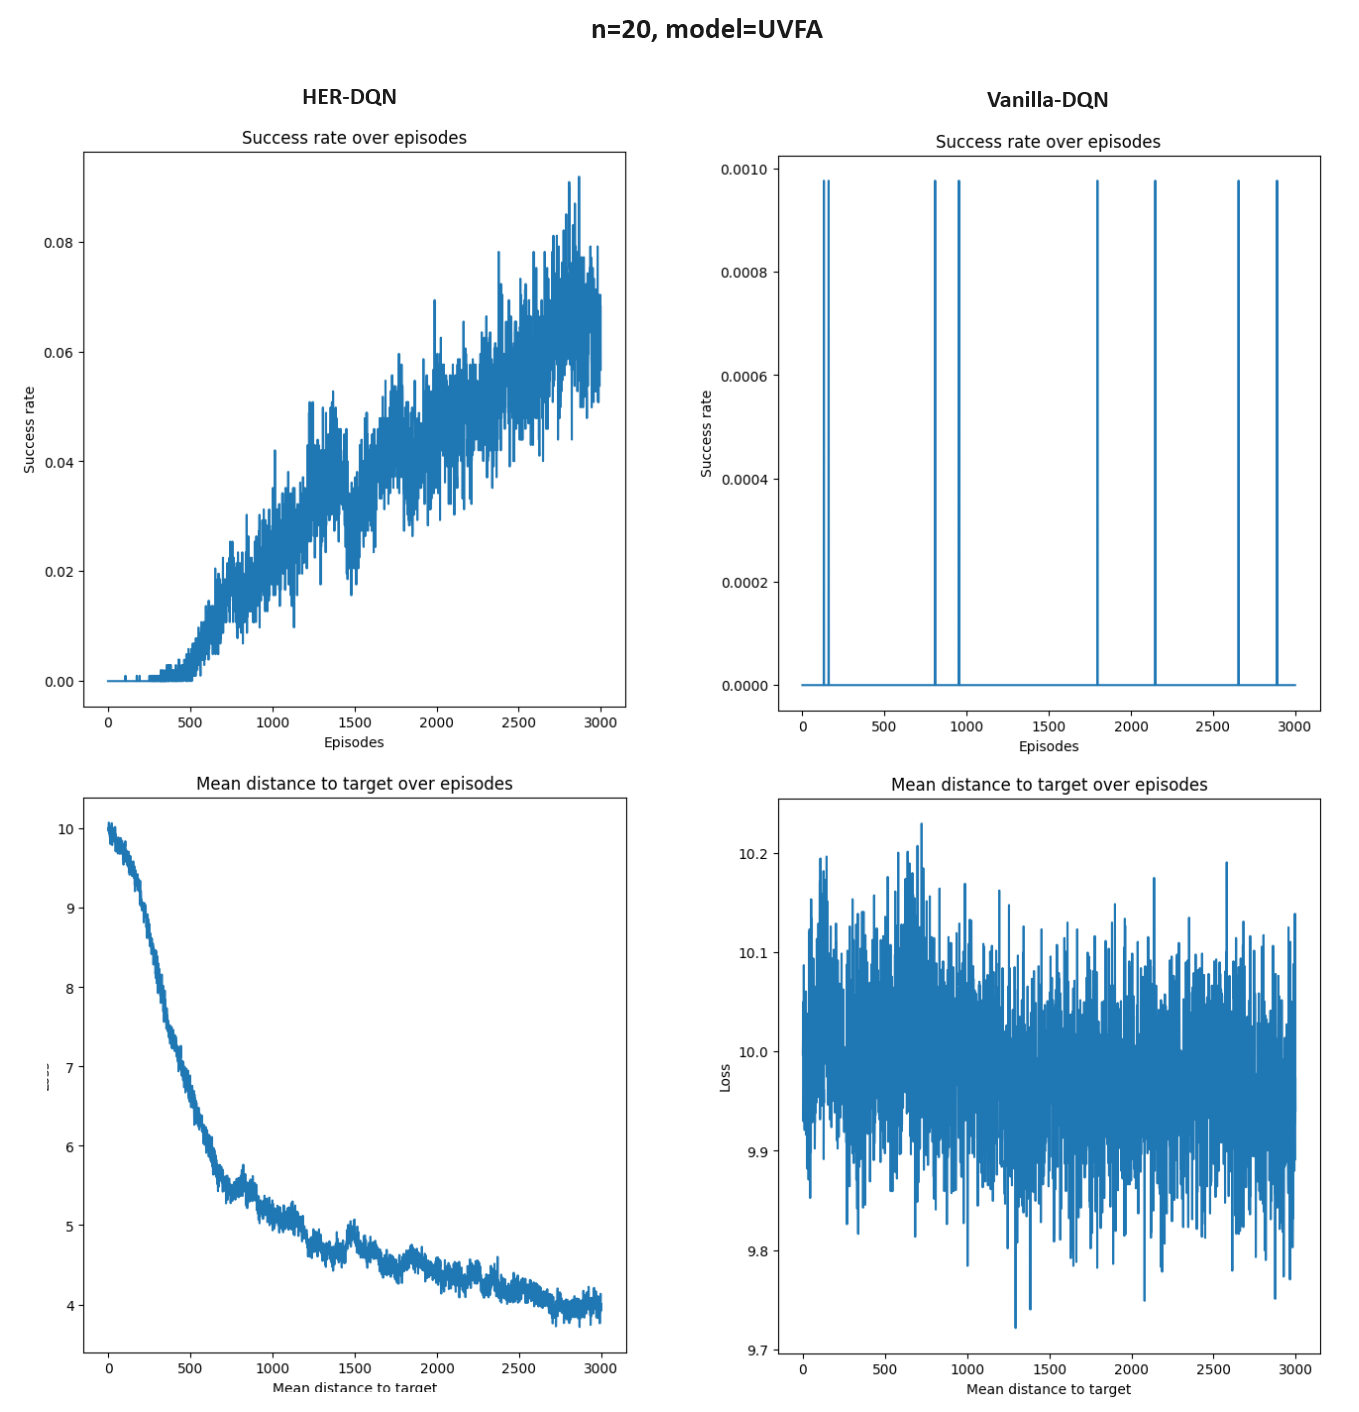 n=20, model=UVFA
HER-DQN
Success rate over episodes
0.08
0.06
0.04
0.02
0.00
Success rate
0 500 1000 1500 2000 2500 3000
Episodes
Vanilla-DQN
Success rate over episodes
0.0010
0.0008
0.0006
0.0004
0.0002
0.0000
Success rate
0 500 1000 1500 2000 2500 3000
Episodes
Mean distance to target over episodes
10
9
8
7
6
5
4
0 500 1000 1500 2000 2500 3000
Mean distance to target
Mean distance to target over episodes
10.2
10.1
10.0
9.9
9.8
9.7
Loss
0 500 1000 1500 2000 2500 3000
Mean distance to target